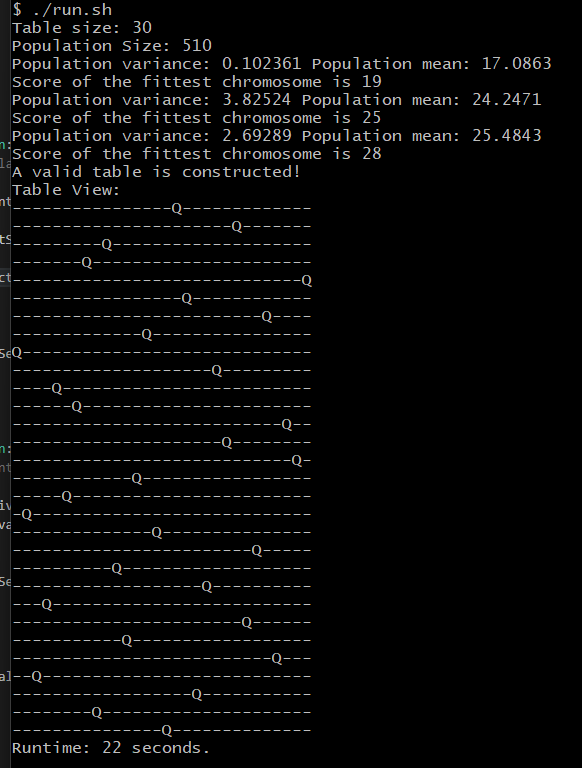 $ ./run.sh
Table size: 30
Population Size: 510
Population variance: 0.102361 Population mean: 17.0863
Score of the fittest chromosome is 19
Population variance: 3.82524 Population mean: 24.2471
Score of the fittest chromosome is 25
Population variance: 2.69289 Population mean: 25.4843
Score of the fittest chromosome is 28
A valid table is constructed!
Table View:
----------------Q-------------
----------------------Q-------
---------Q--------------------
-------Q----------------------
-----------------------------Q
-----------------Q------------
-------------------------Q----
-------------Q----------------
Q-----------------------------
--------------------Q---------
----Q-------------------------
------Q-----------------------
---------------------------Q--
---------------------Q--------
----------------------------Q-
------------Q-----------------
-----Q------------------------
-Q----------------------------
--------------Q---------------
------------------------Q-----
----------Q-------------------
-------------------Q----------
---Q--------------------------
-----------------------Q------
-----------Q------------------
--------------------------Q---
--Q---------------------------
------------------Q-----------
--------Q---------------------
---------------Q--------------
Runtime: 22 seconds.